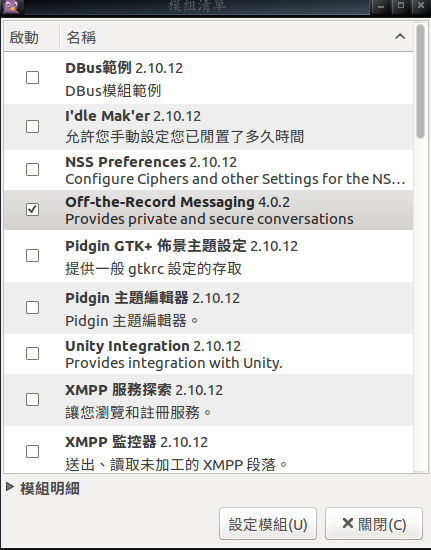 模組清單
啟動 名稱
DBus範例 2.10.12
DBus模組範例
I'dle Mak'er 2.10.12
允許您手動設定您已閒置了多久時間
NSS Preferences 2.10.12
Configure Ciphers and other Settings for the NS...
Off-the-Record Messaging 4.0.2
Provides private and secure conversations
Pidgin GTK+ 佈景主題設定 2.10.12
提供一般 gtkrc 設定的存取
Pidgin 主題編輯器 2.10.12
Pidgin 主題編輯器。
Unity Integration 2.10.12
Provides integration with Unity.
XMPP 服務探索 2.10.12
讓您瀏覽和註冊服務。
XMPP 監控器 2.10.12
送出、讀取未加工的 XMPP 段落。
模組明細
設定模組(U) 關閉(C)